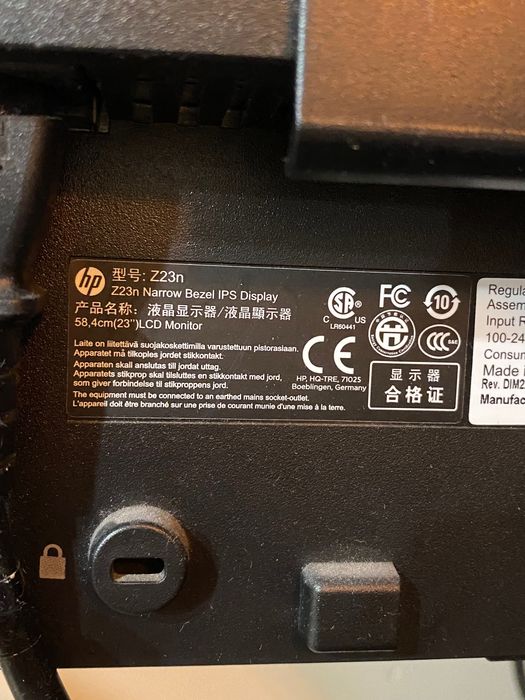 hp
型号: Z23n
Z23n Narrow Bezel IPS Display
产品名称: 液晶显示器/液晶顯示器
58,4cm(23")LCD Monitor
Laite on liitettävä suojakoskettimilla varustettuun pistorasiaan.
Apparatet må tilkoples jordet stikkontakt.
Apparaten skall anslutas till jordat uttag.
Apparatets stikprop skal tilsluttes en stikkontakt med jord,
som giver forbindelse til stikproppens jord.
The equipment must be connected to an earthed mains socket-outlet.
L'appareil doit être branché sur une prise de courant munie d'une mise à la terre.
SA
C US
LR60441
FC
10
CCC
S&E
CE
HP, HQ-TRE, 71025
Boeblingen, Germany
显示器
合格证
Regula
Assem
Input R
100-24
Consu
Made i
Rev. DIM2
Manufac